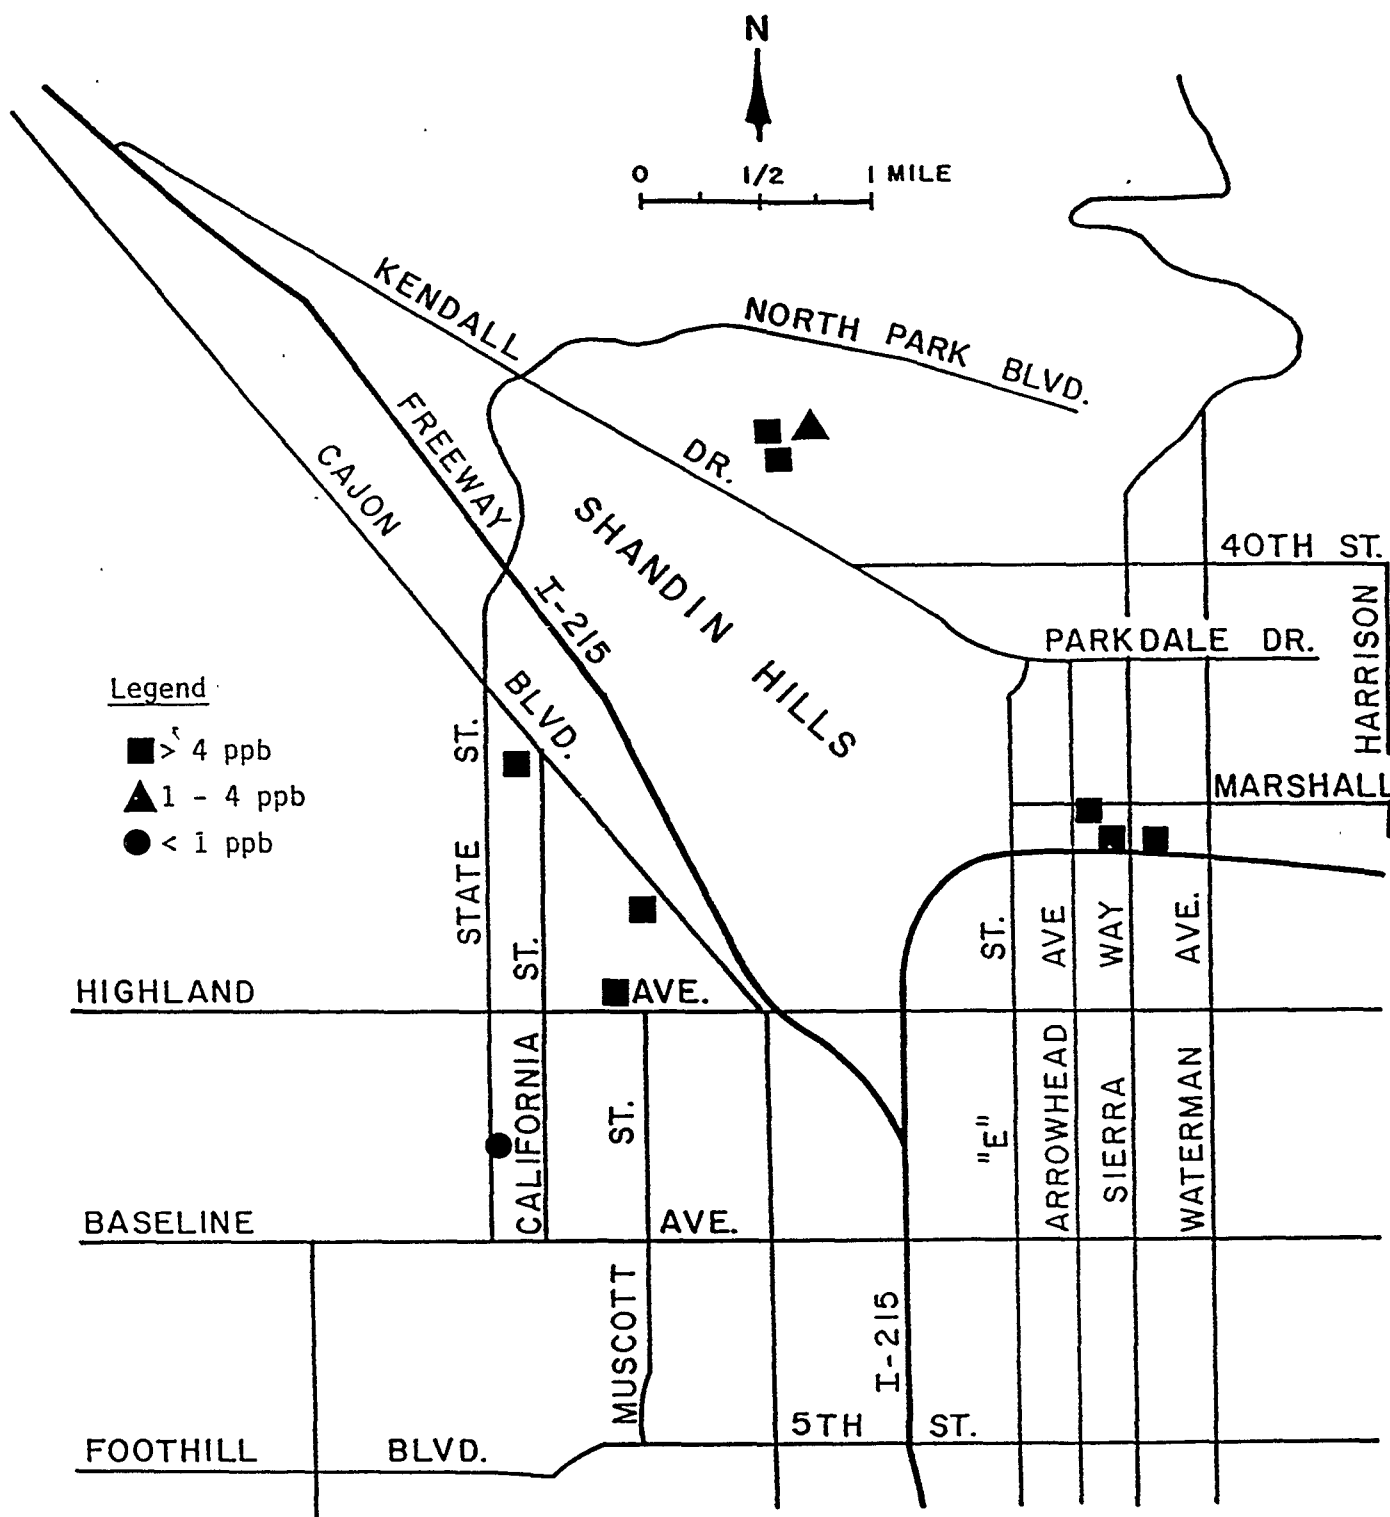 N
0 1/2 1 MILE
KENDALL
DR.
NORTH PARK BLVD.
FREEWAY
I-215
CAJON
BLVD.
SHANDIN HILLS
40TH ST.
HARRISON
PARKDALE DR.
MARSHALL
Legend
> 4 ppb
1 - 4 ppb
< 1 ppb
STATE ST.
CALIFORNIA ST.
HIGHLAND AVE.
"E" ST.
ARROWHEAD AVE
SIERRA WAY
WATERMAN AVE.
MUSCOTT ST.
BASELINE AVE.
I-215
5TH ST.
FOOTHILL BLVD.